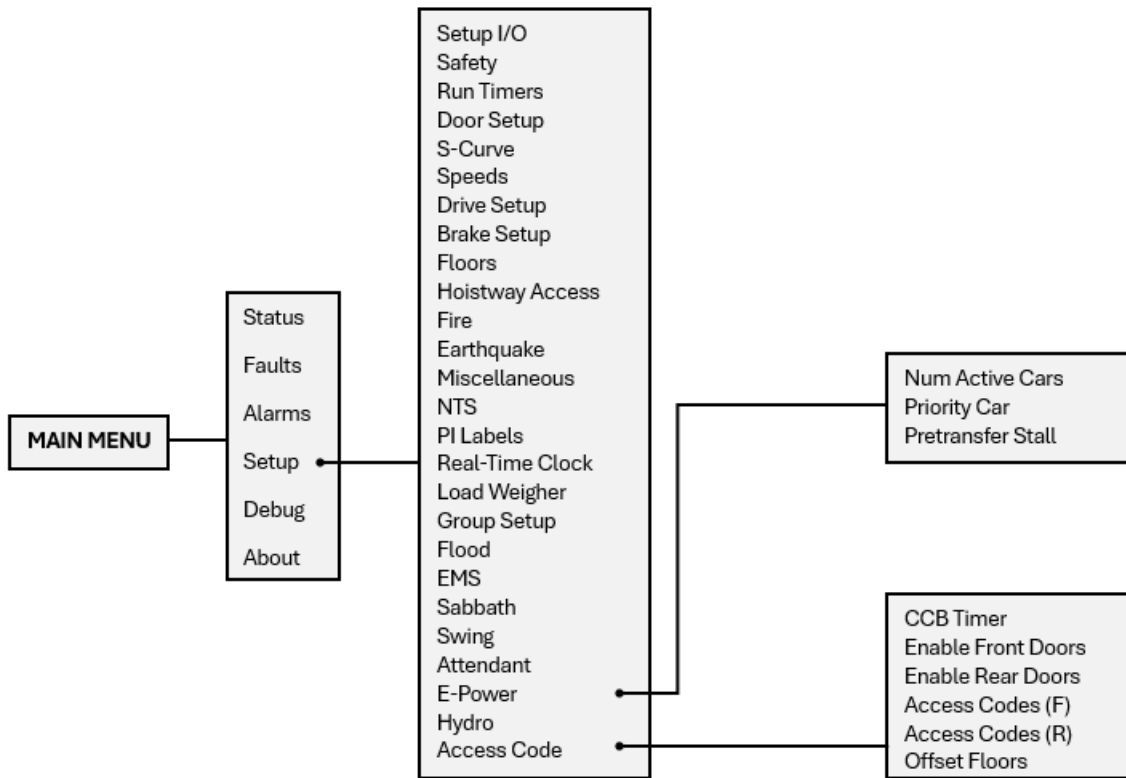 MAIN MENU
Status
Faults
Alarms
Setup
Debug
About
Setup I/O
Safety
Run Timers
Door Setup
S-Curve
Speeds
Drive Setup
Brake Setup
Floors
Hoistway Access
Fire
Earthquake
Miscellaneous
NTS
PI Labels
Real-Time Clock
Load Weigher
Group Setup
Flood
EMS
Sabbath
Swing
Attendant
E-Power
Hydro
Access Code
Num Active Cars
Priority Car
Pretransfer Stall
CCB Timer
Enable Front Doors
Enable Rear Doors
Access Codes (F)
Access Codes (R)
Offset Floors